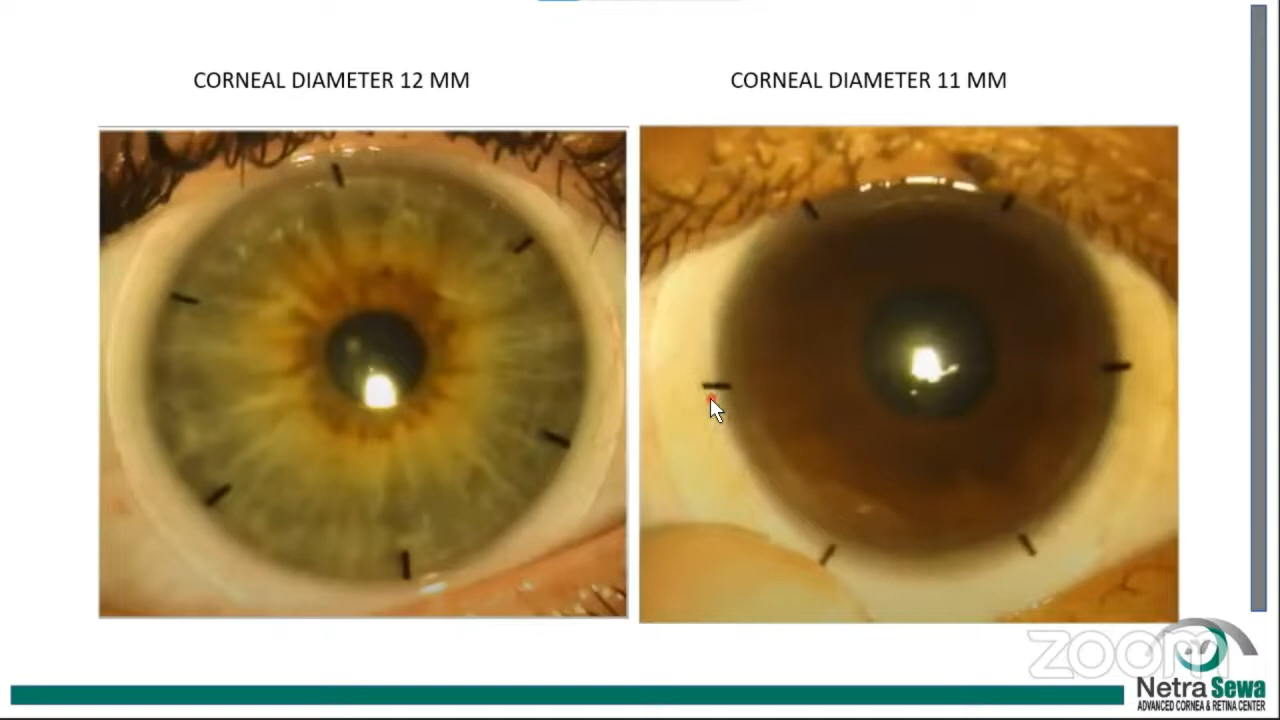 CORNEAL DIAMETER 12 MM
CORNEAL DIAMETER 11 MM
zoom
Netra Sewa
ADVANCED CORNEA & RETINA CENTER